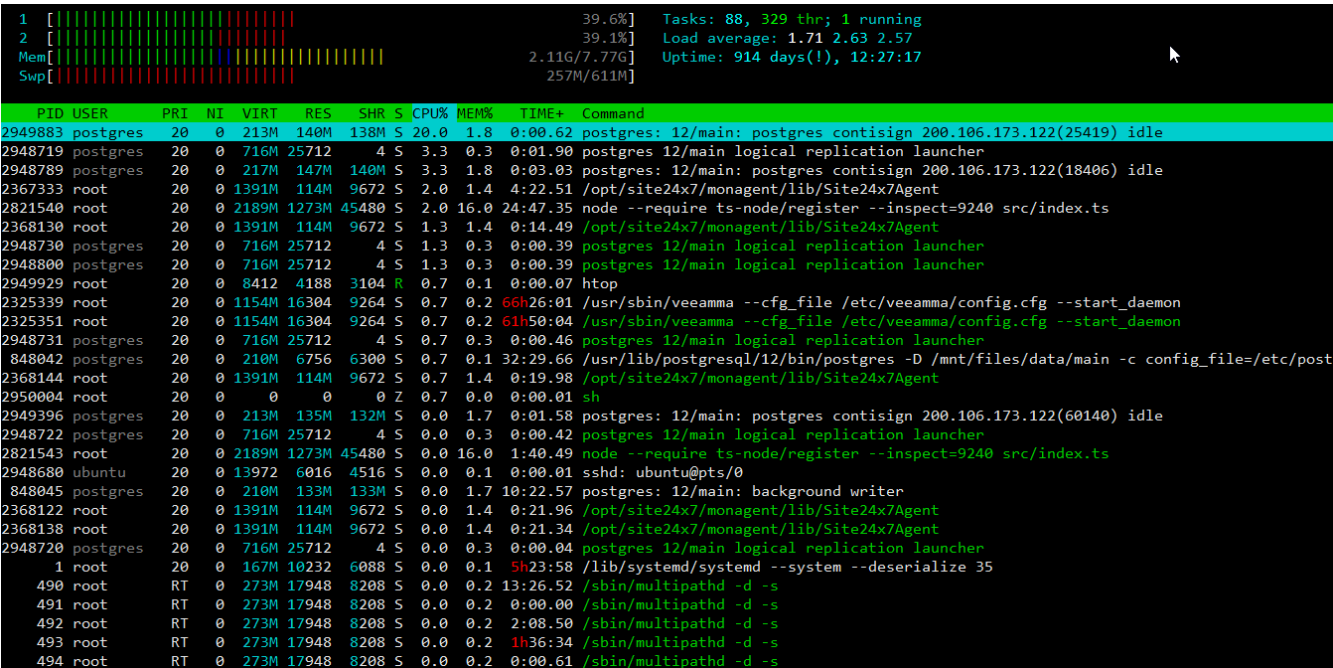 1 [|||||||||||||||||||||||||| 39.6%] Tasks: 88, 329 thr; 1 running
2 [||||||||||||||||||||||||| 39.1%] Load average: 1.71 2.63 2.57
Mem[|||||||||||||||||||||||||||||||||||| 2.11G/7.77G] Uptime: 914 days(!), 12:27:17
Swp[|||||||||||||||||||||||||| 257M/611M]
PID USER PRI NI VIRT RES SHR S CPU% MEM% TIME+ Command
2949883 postgres 20 0 213M 140M 138M S 20.0 1.8 0:00.62 postgres: 12/main: postgres contisign 200.106.173.122(25419) idle
2948719 postgres 20 0 716M 25712 4 S 3.3 0.3 0:01.90 postgres 12/main logical replication launcher
2948789 postgres 20 0 217M 147M 140M S 3.3 1.8 0:03.03 postgres: 12/main: postgres contisign 200.106.173.122(18406) idle
2367333 root 20 0 1391M 114M 9672 S 2.0 1.4 4:22.51 /opt/site24x7/monagent/lib/Site24x7Agent
2821540 root 20 0 2189M 1273M 45480 S 2.0 16.0 24:47.35 node --require ts-node/register --inspect=9240 src/index.ts
2368130 root 20 0 1391M 114M 9672 S 1.3 1.4 0:14.49 /opt/site24x7/monagent/lib/Site24x7Agent
2948730 postgres 20 0 716M 25712 4 S 1.3 0.3 0:00.39 postgres 12/main logical replication launcher
2948800 postgres 20 0 716M 25712 4 S 1.3 0.3 0:00.39 postgres 12/main logical replication launcher
2949929 root 20 0 8412 4188 3104 R 0.7 0.1 0:00.07 htop
2325339 root 20 0 1154M 16304 9264 S 0.7 0.2 66h26:01 /usr/sbin/veeamma --cfg_file /etc/veeamma/config.cfg --start_daemon
2325351 root 20 0 1154M 16304 9264 S 0.7 0.2 61h50:04 /usr/sbin/veeamma --cfg_file /etc/veeamma/config.cfg --start_daemon
2948731 postgres 20 0 716M 25712 4 S 0.7 0.3 0:00.46 postgres 12/main logical replication launcher
848042 postgres 20 0 210M 6756 6300 S 0.7 0.1 32:29.66 /usr/lib/postgresql/12/bin/postgres -D /mnt/files/data/main -c config_file=/etc/post
2368144 root 20 0 1391M 114M 9672 S 0.7 1.4 0:19.98 /opt/site24x7/monagent/lib/Site24x7Agent
2950004 root 20 0 0 0 0 Z 0.7 0.0 0:00.01 sh
2949396 postgres 20 0 213M 135M 132M S 0.0 1.7 0:01.58 postgres: 12/main: postgres contisign 200.106.173.122(60140) idle
2948722 postgres 20 0 716M 25712 4 S 0.0 0.3 0:00.42 postgres 12/main logical replication launcher
2821543 root 20 0 2189M 1273M 45480 S 0.0 16.0 1:40.49 node --require ts-node/register --inspect=9240 src/index.ts
2948680 ubuntu 20 0 13972 6016 4516 S 0.0 0.1 0:00.01 sshd: ubuntu@pts/0
848045 postgres 20 0 210M 133M 133M S 0.0 1.7 10:22.57 postgres: 12/main: background writer
2368122 root 20 0 1391M 114M 9672 S 0.0 1.4 0:21.96 /opt/site24x7/monagent/lib/Site24x7Agent
2368138 root 20 0 1391M 114M 9672 S 0.0 1.4 0:21.34 /opt/site24x7/monagent/lib/Site24x7Agent
2948720 postgres 20 0 716M 25712 4 S 0.0 0.3 0:00.04 postgres 12/main logical replication launcher
1 root 20 0 167M 10232 6088 S 0.0 0.1 5h23:58 /lib/systemd/systemd --system --deserialize 35
490 root RT 0 273M 17948 8208 S 0.0 0.2 13:26.52 /sbin/multipathd -d -s
491 root RT 0 273M 17948 8208 S 0.0 0.2 0:00.00 /sbin/multipathd -d -s
492 root RT 0 273M 17948 8208 S 0.0 0.2 2:08.50 /sbin/multipathd -d -s
493 root RT 0 273M 17948 8208 S 0.0 0.2 1h36:34 /sbin/multipathd -d -s
494 root RT 0 273M 17948 8208 S 0.0 0.2 0:00.61 /sbin/multipathd -d -s